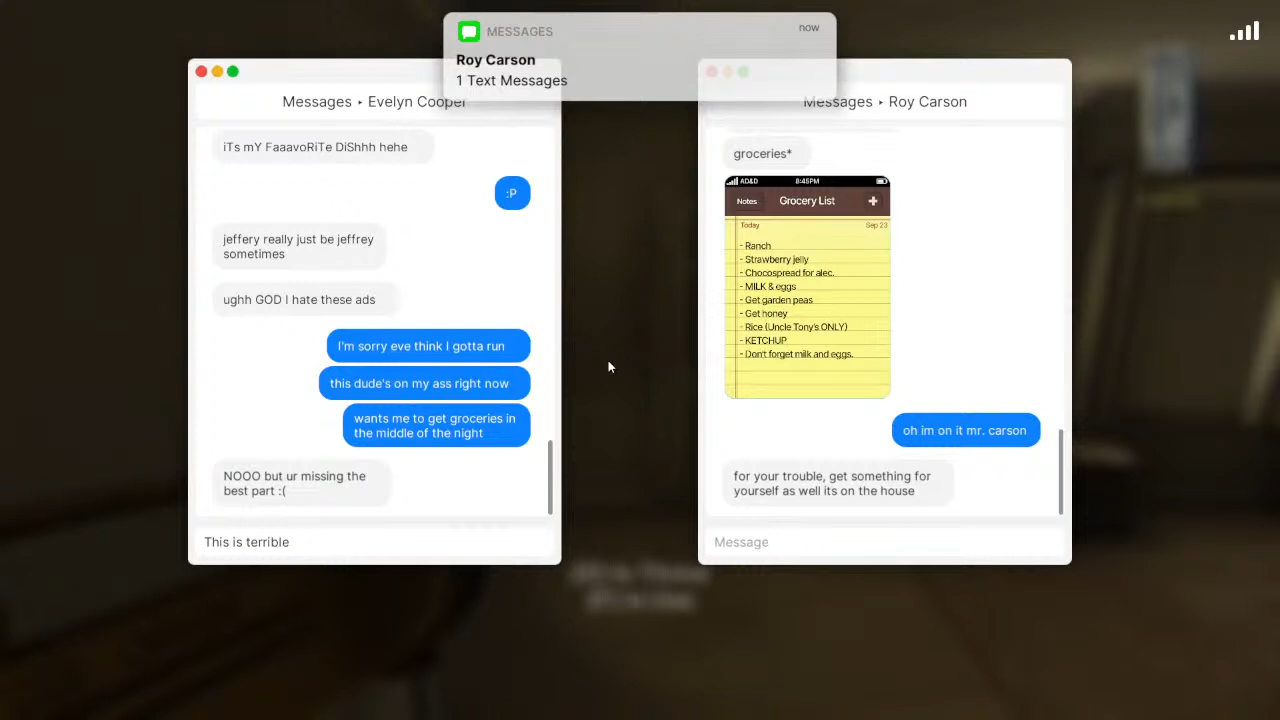 MESSAGES
now
Roy Carson
1 Text Messages
Messages ‣ Evelyn Cooper
iTs mY FaaavoRiTe DiShhh hehe
:P
jeffery really just be jeffrey
sometimes
ughh GOD I hate these ads
I'm sorry eve think I gotta run
this dude's on my ass right now
wants me to get groceries in
the middle of the night
NOOO but ur missing the
best part :(
This is terrible
Messages ‣ Roy Carson
groceries*
AD&D 8:45PM
Notes Grocery List +
Today Sep 23
- Ranch
- Strawberry jelly
- Chocospread for alec.
- MILK & eggs
- Get garden peas
- Get honey
- Rice (Uncle Tony's ONLY)
- KETCHUP
- Don't forget milk and eggs.
oh im on it mr. carson
for your trouble, get something for
yourself as well its on the house
Message